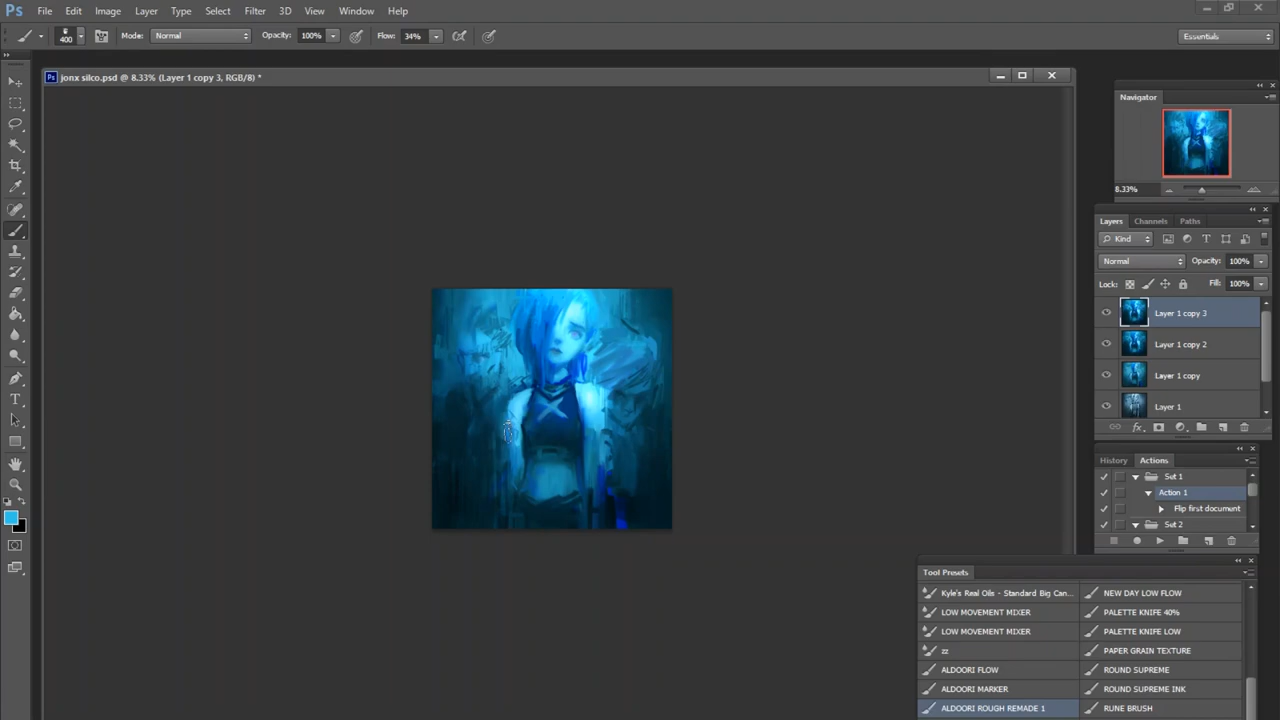 Ps File Edit Image Layer Type Select Filter 3D View Window Help
400 Mode: Normal Opacity: 100% Flow: 34% Essentials
Ps jonx silco.psd @ 8.33% (Layer 1 copy 3, RGB/8) *
Navigator
8.33%
Layers Channels Paths
Kind
Normal Opacity: 100%
Lock: Fill: 100%
Layer 1 copy 3
Layer 1 copy 2
Layer 1 copy
Layer 1
fx
History Actions
Set 1
Action 1
Flip first document
Set 2
Tool Presets
Kyle's Real Oils - Standard Big Can... NEW DAY LOW FLOW
LOW MOVEMENT MIXER PALETTE KNIFE 40%
LOW MOVEMENT MIXER PALETTE KNIFE LOW
zz PAPER GRAIN TEXTURE
ALDOORI FLOW ROUND SUPREME
ALDOORI MARKER ROUND SUPREME INK
ALDOORI ROUGH REMADE 1 RUNE BRUSH